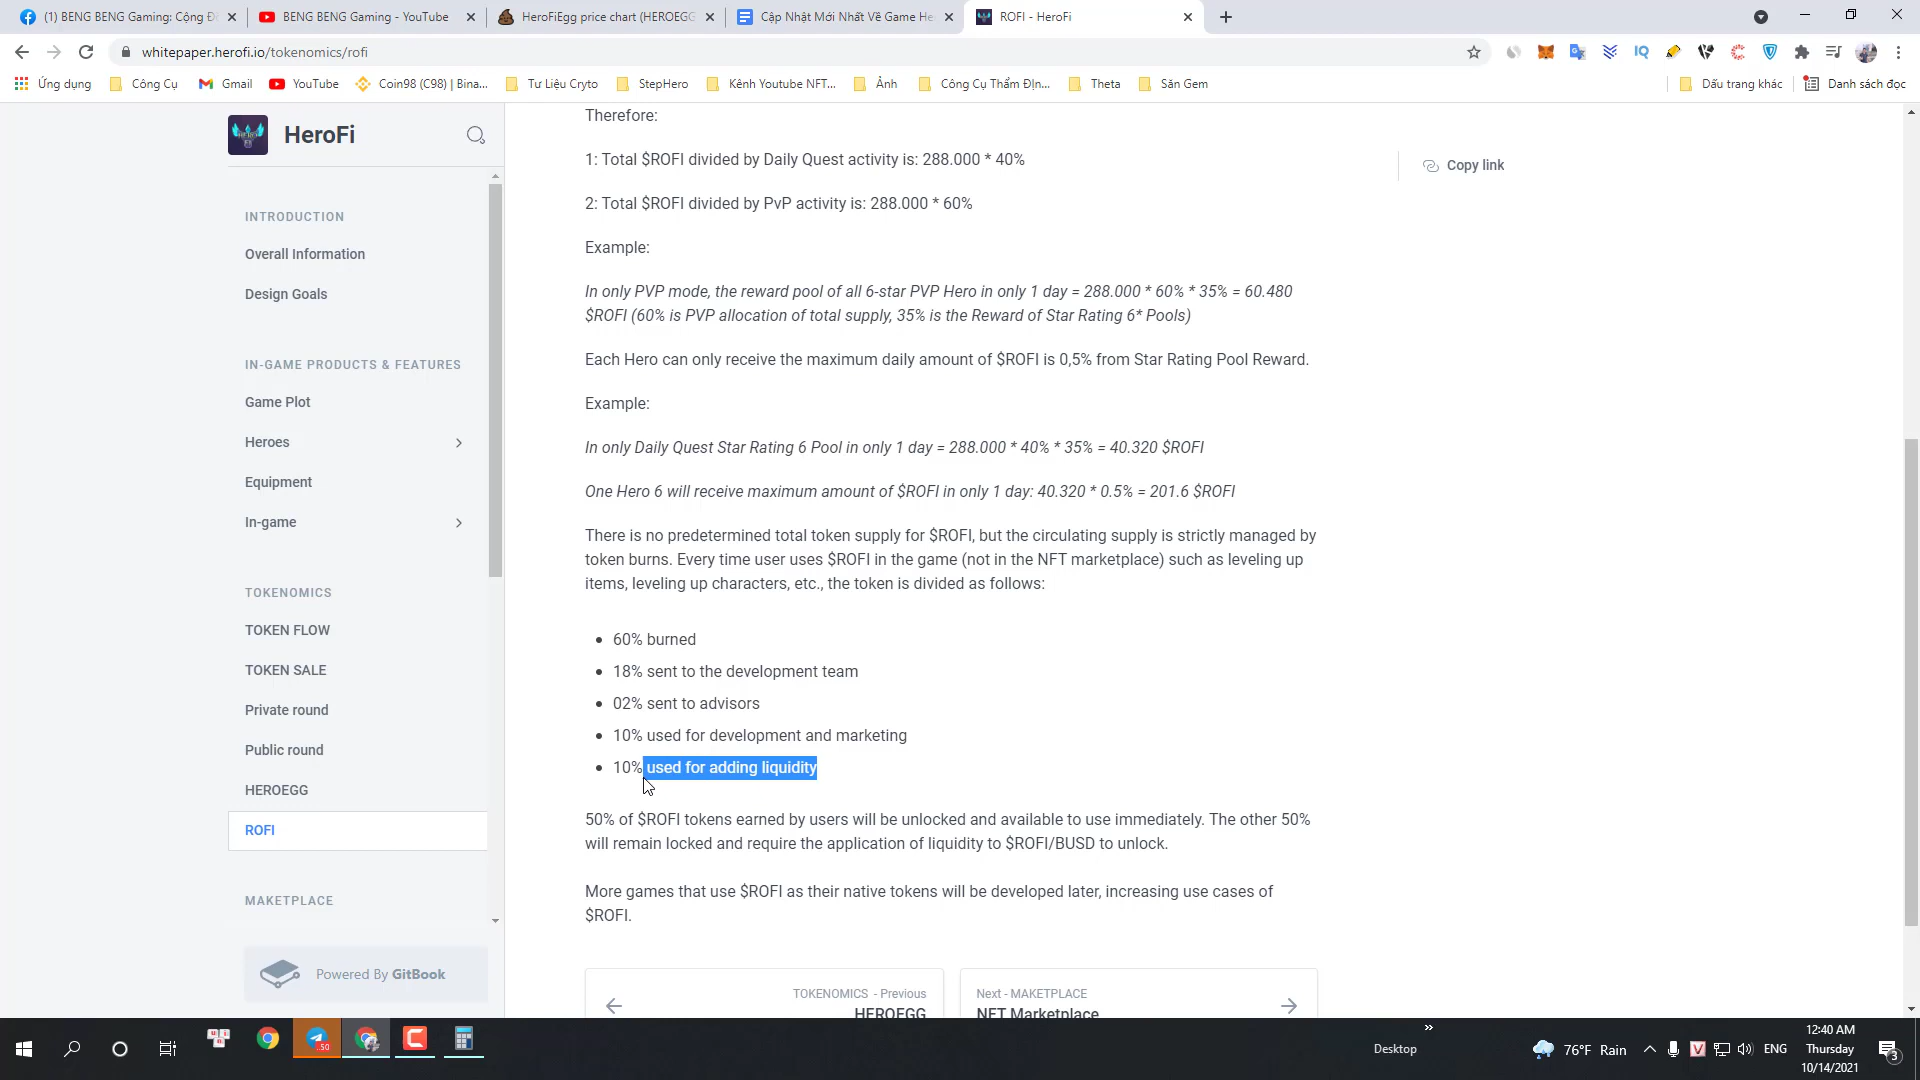 (1) BENG BENG Gaming: Cộng Đ
BENG BENG Gaming - YouTube
HeroFiEgg price chart (HEROEGG
Cập Nhật Mới Nhất Về Game He
ROFI - HeroFi
whitepaper.herofi.io/tokenomics/rofi
Ứng dụng
Công Cụ
Gmail
YouTube
Coin98 (C98) | Bina...
Tư Liệu Cryto
StepHero
Kênh Youtube NFT...
Ảnh
Công Cụ Thẩm Địn...
Theta
Săn Gem
Dấu trang khác
Danh sách đọc
HeroFi
INTRODUCTION
Overall Information
Design Goals
IN-GAME PRODUCTS & FEATURES
Game Plot
Heroes
Equipment
In-game
TOKENOMICS
TOKEN FLOW
TOKEN SALE
Private round
Public round
HEROEGG
ROFI
MAKETPLACE
Powered By GitBook
Therefore:
1: Total $ROFI divided by Daily Quest activity is: 288.000 * 40%
2: Total $ROFI divided by PvP activity is: 288.000 * 60%
Example:
In only PVP mode, the reward pool of all 6-star PVP Hero in only 1 day = 288.000 * 60% * 35% = 60.480
$ROFI (60% is PVP allocation of total supply, 35% is the Reward of Star Rating 6* Pools)
Each Hero can only receive the maximum daily amount of $ROFI is 0,5% from Star Rating Pool Reward.
Example:
In only Daily Quest Star Rating 6 Pool in only 1 day = 288.000 * 40% * 35% = 40.320 $ROFI
One Hero 6 will receive maximum amount of $ROFI in only 1 day: 40.320 * 0.5% = 201.6 $ROFI
There is no predetermined total token supply for $ROFI, but the circulating supply is strictly managed by
token burns. Every time user uses $ROFI in the game (not in the NFT marketplace) such as leveling up
items, leveling up characters, etc., the token is divided as follows:
60% burned
18% sent to the development team
02% sent to advisors
10% used for development and marketing
10% used for adding liquidity
50% of $ROFI tokens earned by users will be unlocked and available to use immediately. The other 50%
will remain locked and require the application of liquidity to $ROFI/BUSD to unlock.
More games that use $ROFI as their native tokens will be developed later, increasing use cases of
$ROFI.
TOKENOMICS - Previous
HEROEGG
Next - MAKETPLACE
NFT Marketplace
Copy link
50
Desktop
76°F Rain
ENG
12:40 AM
Thursday
10/14/2021
3